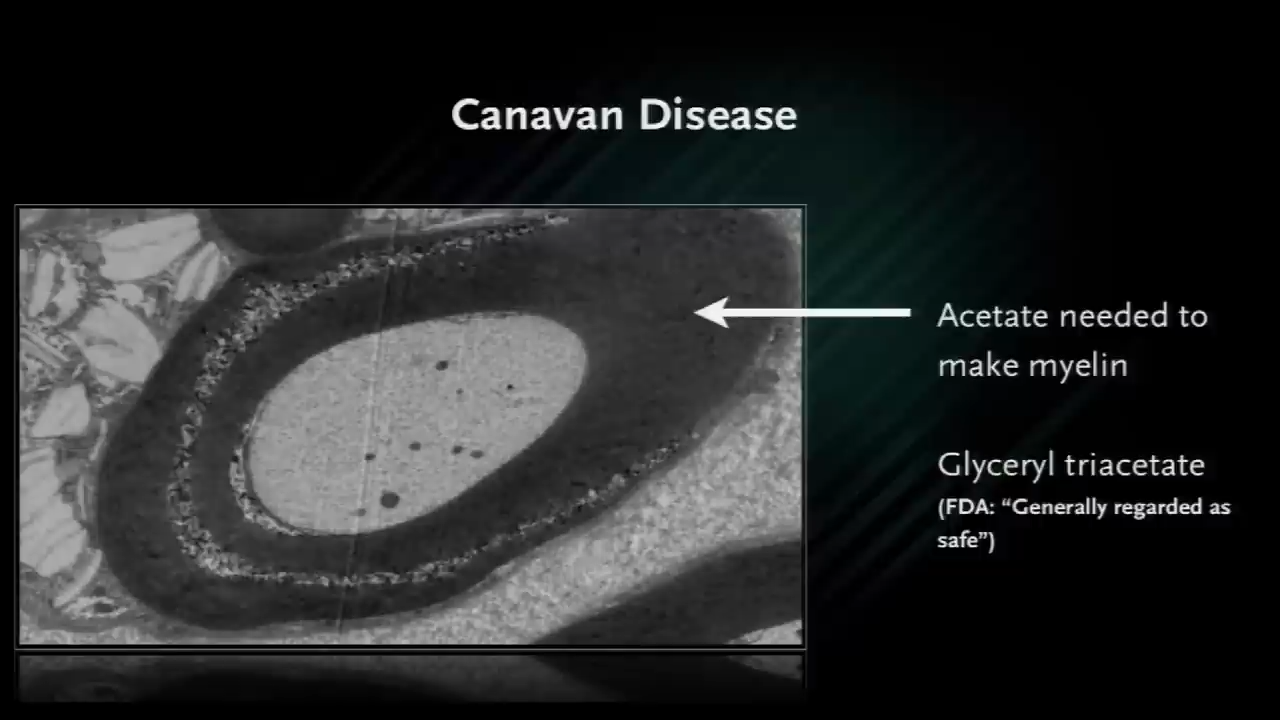 Canavan Disease
Acetate needed to
make myelin
Glyceryl triacetate
(FDA: “Generally regarded as
safe”)